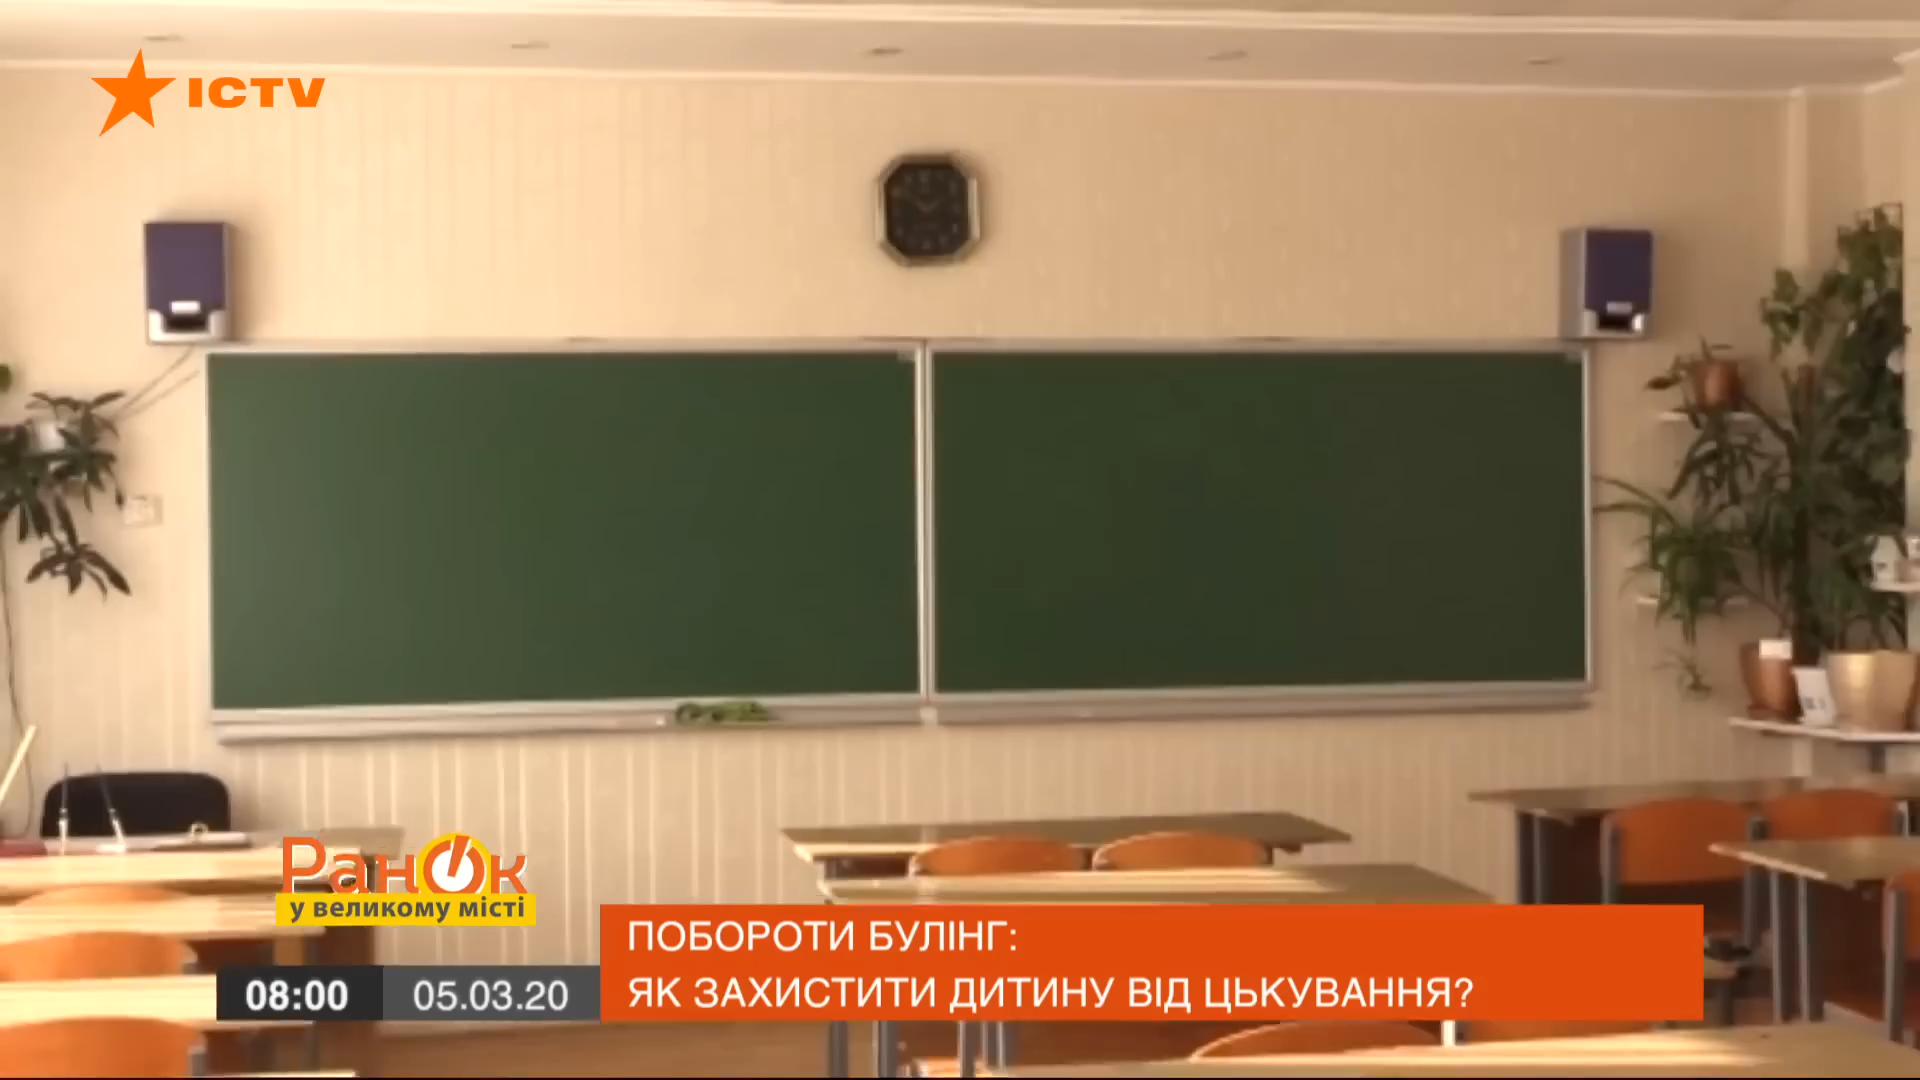 ICTV
РанОк
у великому місті
ПОБОРОТИ БУЛІНГ:
08:00 05.03.20 ЯК ЗАХИСТИТИ ДИТИНУ ВІД ЦЬКУВАННЯ?